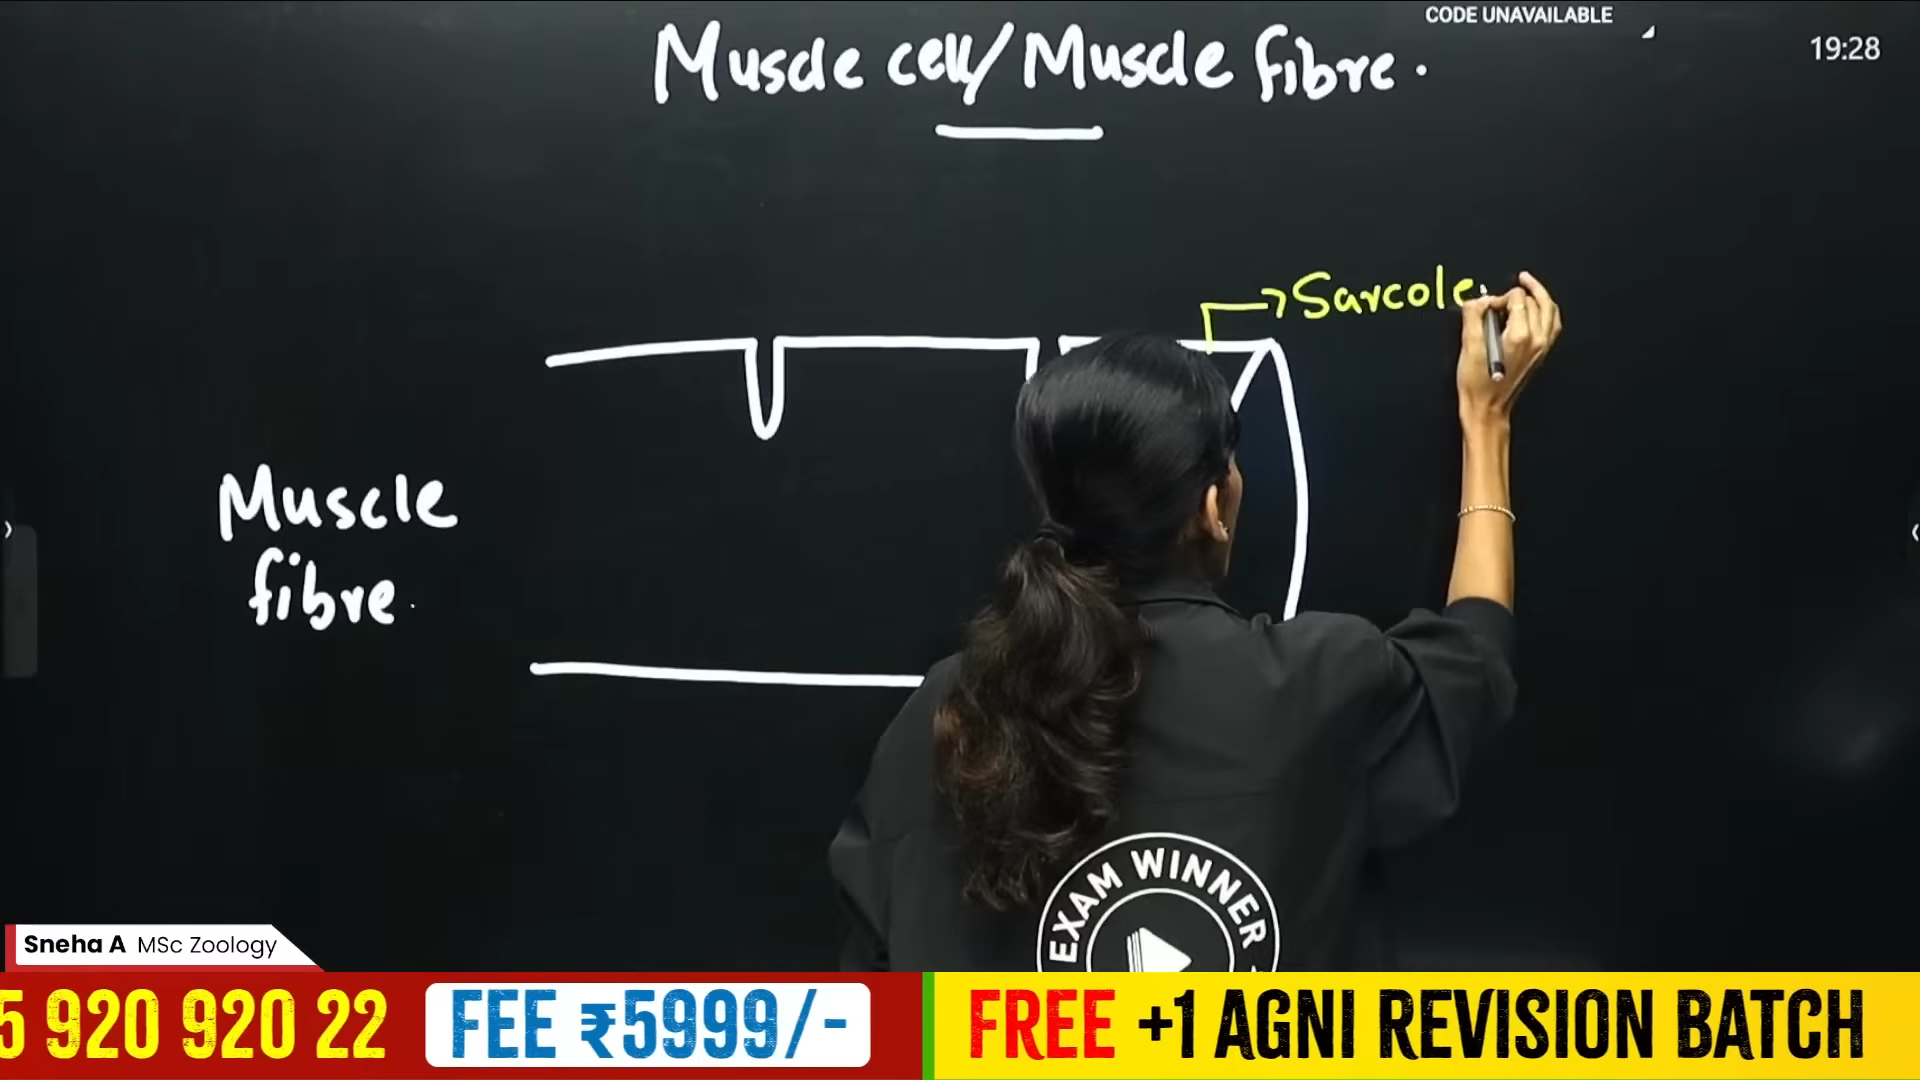 CODE UNAVAILABLE
19:28
Muscle cell/Muscle fibre.
Sarcole
Muscle
fibre.
EXAM WINNER
Sneha A MSc Zoology
5 920 920 22
FEE ₹5999/-
FREE +1 AGNI REVISION BATCH